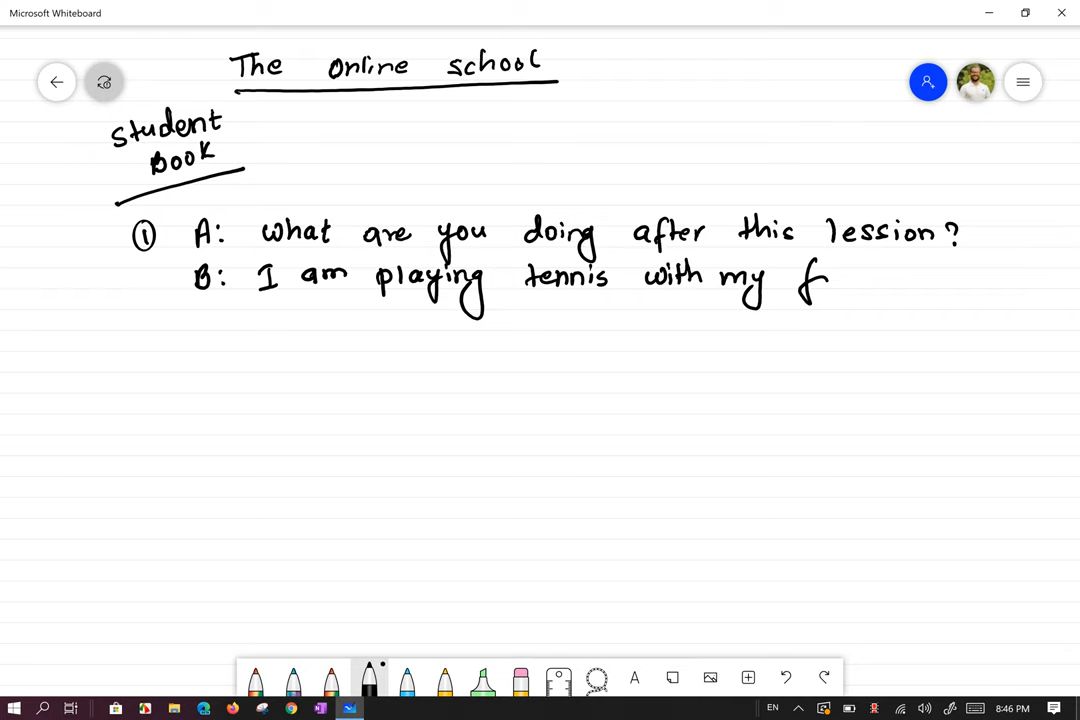 Microsoft Whiteboard
The online school
Student
Book
① A: What are you doing after this lession?
B: I am playing tennis with my f
A
EN
8:46 PM